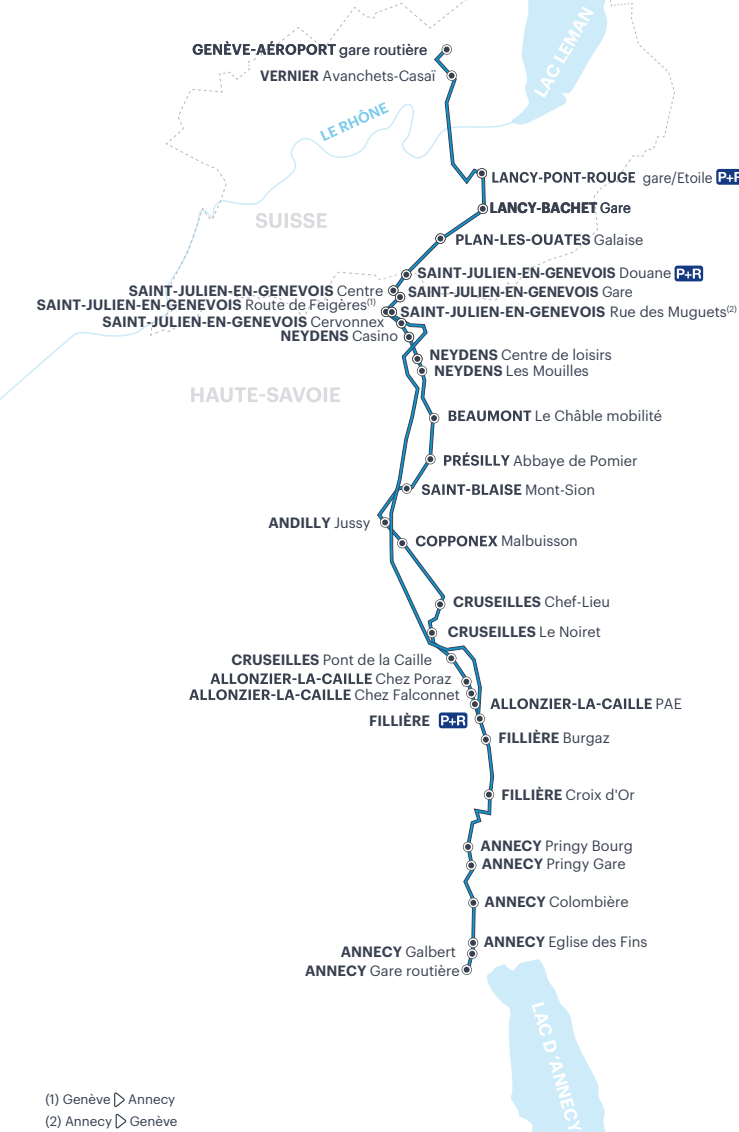 LAC LEMAN
GENÈVE-AÉROPORT gare routière
VERNIER Avanchets-Casaï
LE RHÔNE
LANCY-PONT-ROUGE gare/Etoile P+R
LANCY-BACHET Gare
SUISSE
PLAN-LES-OUATES Galaise
SAINT-JULIEN-EN-GENEVOIS Douane P+R
SAINT-JULIEN-EN-GENEVOIS Centre
SAINT-JULIEN-EN-GENEVOIS Gare
SAINT-JULIEN-EN-GENEVOIS Route de Feigères(1)
SAINT-JULIEN-EN-GENEVOIS Rue des Muguets(2)
SAINT-JULIEN-EN-GENEVOIS Cervonnex
NEYDENS Casino
NEYDENS Centre de loisirs
NEYDENS Les Mouilles
HAUTE-SAVOIE
BEAUMONT Le Châble mobilité
PRÉSILLY Abbaye de Pomier
SAINT-BLAISE Mont-Sion
ANDILLY Jussy
COPPONEX Malbuisson
CRUSEILLES Chef-Lieu
CRUSEILLES Le Noiret
CRUSEILLES Pont de la Caille
ALLONZIER-LA-CAILLE Chez Poraz
ALLONZIER-LA-CAILLE Chez Falconnet
ALLONZIER-LA-CAILLE PAE
FILLIÈRE P+R
FILLIÈRE Burgaz
FILLIÈRE Croix d'Or
ANNECY Pringy Bourg
ANNECY Pringy Gare
ANNECY Colombière
ANNECY Eglise des Fins
ANNECY Galbert
ANNECY Gare routière
LAC D'ANNECY
(1) Genève ▷ Annecy
(2) Annecy ▷ Genève